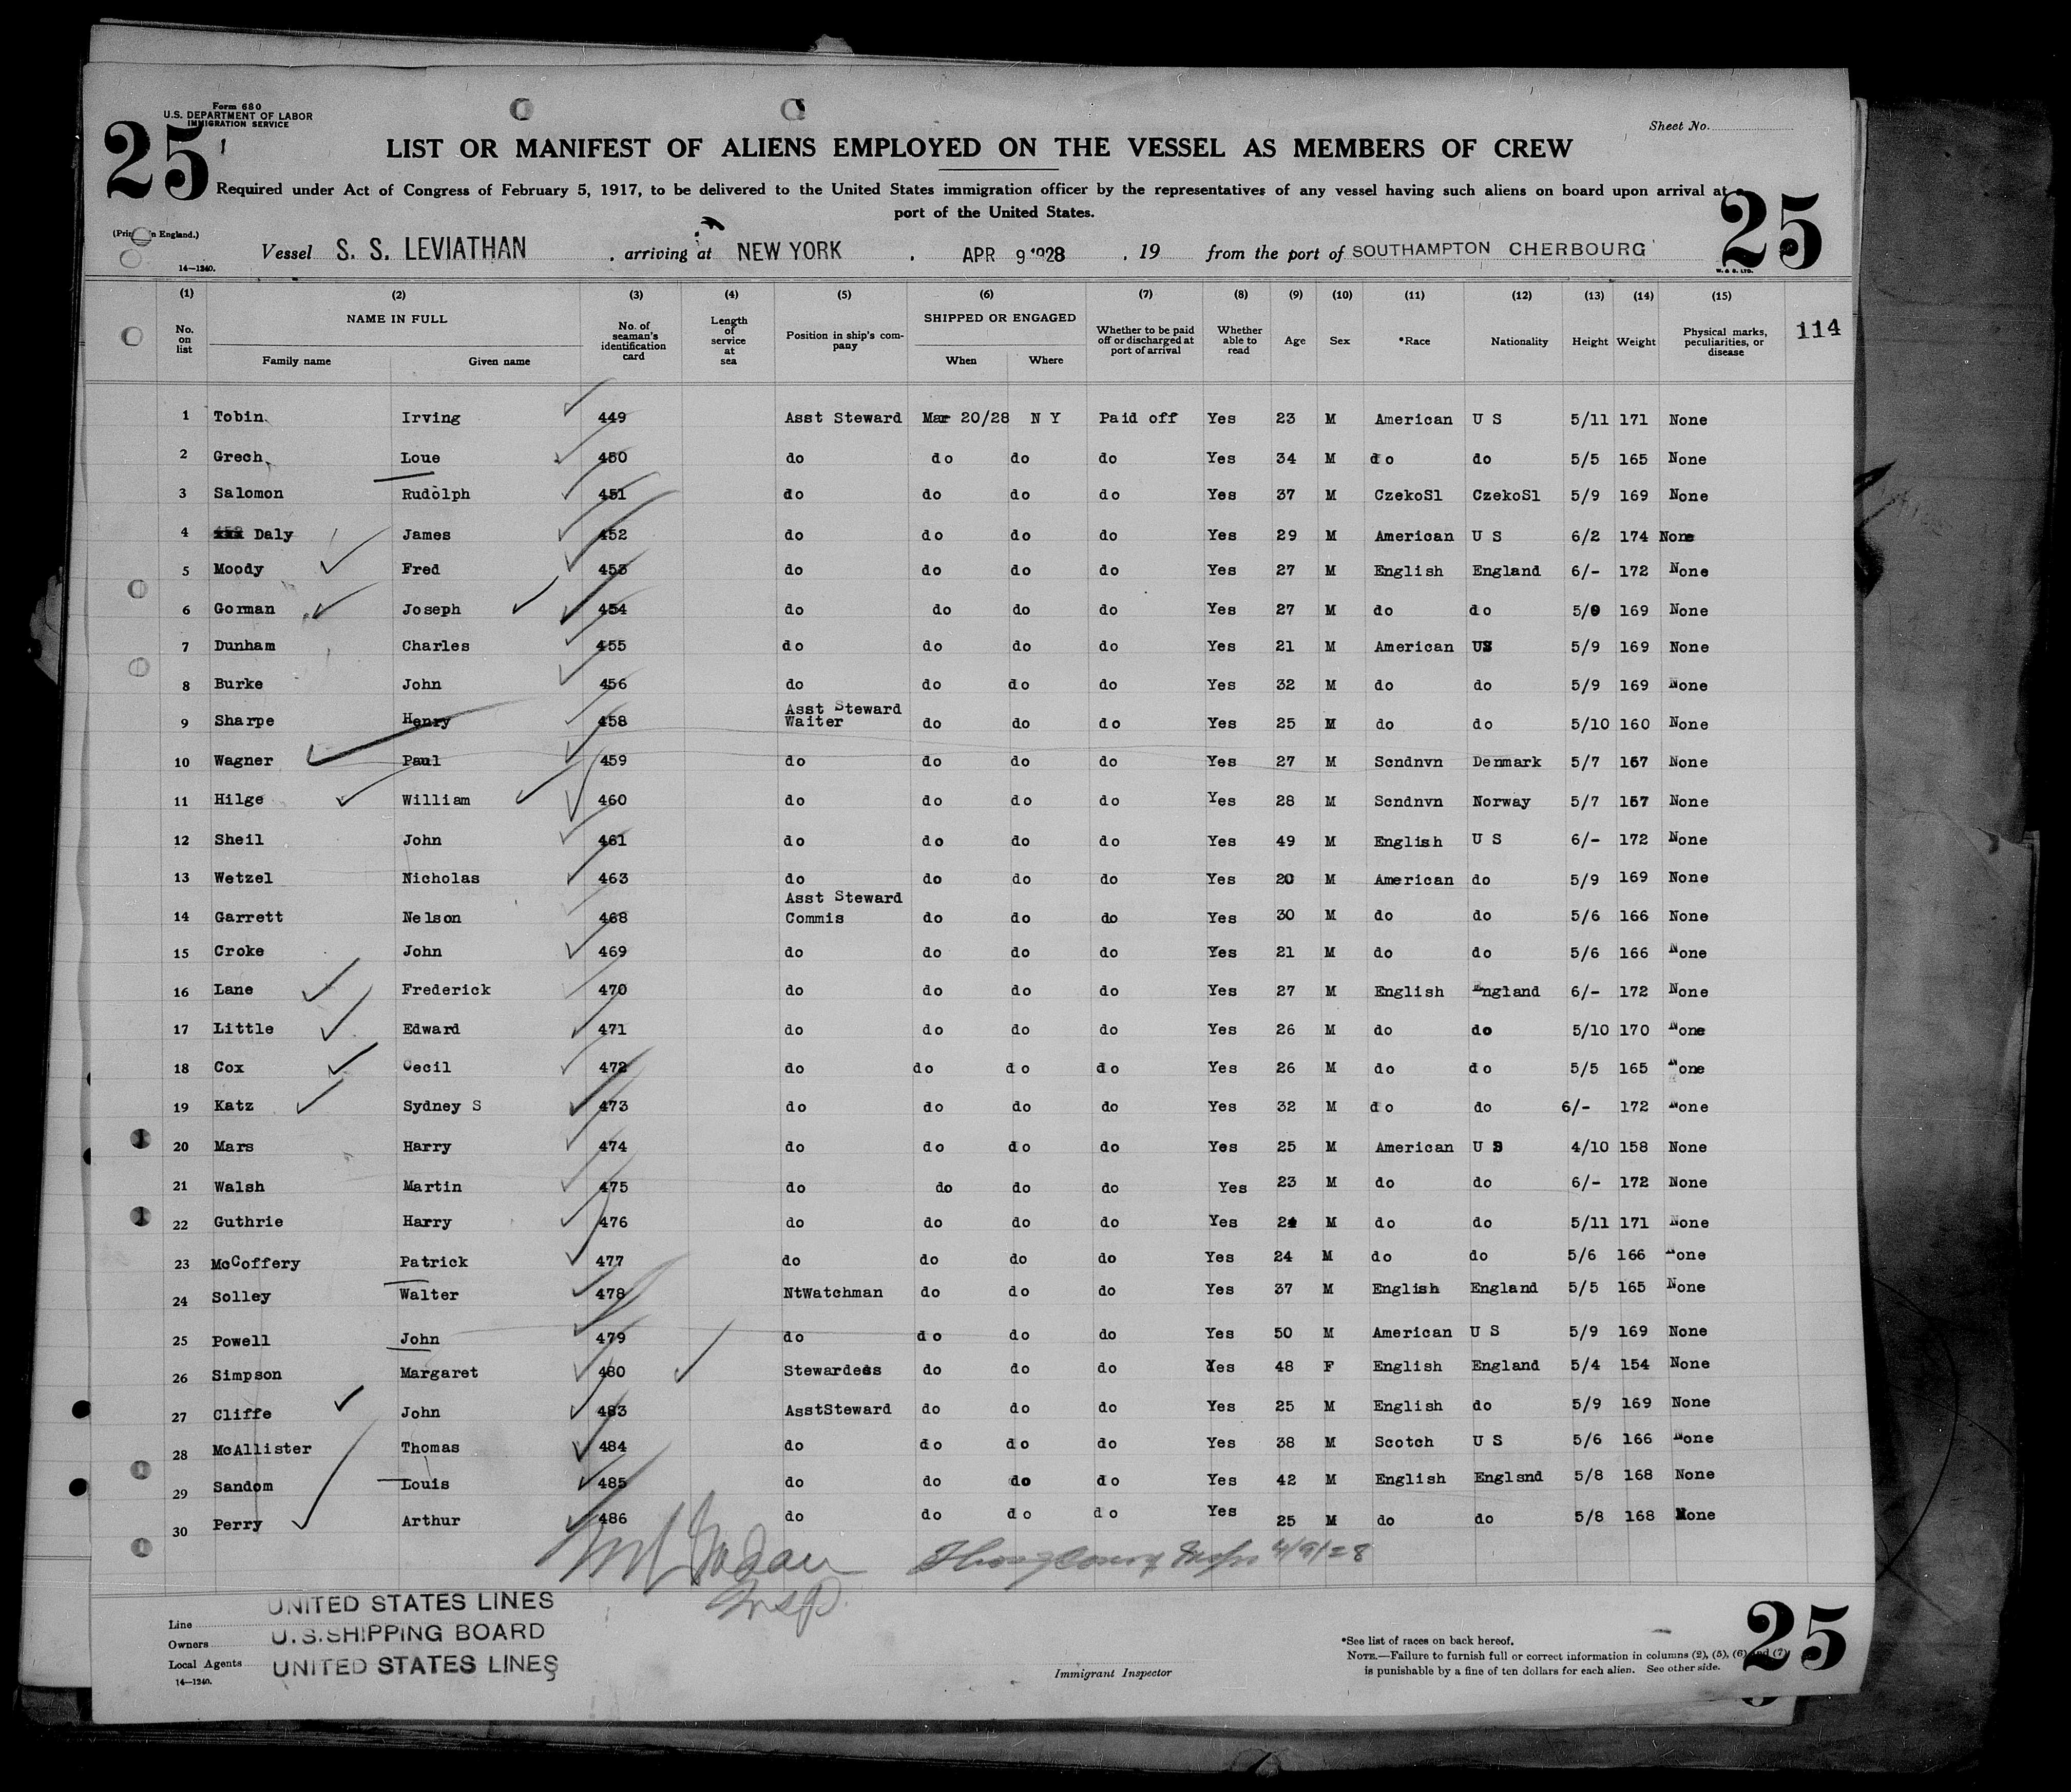 Form 680
U.S. DEPARTMENT OF LABOR
IMMIGRATION SERVICE
25
Sheet No.
LIST OR MANIFEST OF ALIENS EMPLOYED ON THE VESSEL AS MEMBERS OF CREW
Required under Act of Congress of February 5, 1917, to be delivered to the United States immigration officer by the representatives of any vessel having such aliens on board upon arrival at
port of the United States.
25
(Printed in England.)
Vessel S. S. LEVIATHAN , arriving at NEW YORK , APR 9 1928 , 19 from the port of SOUTHAMPTON CHERBOURG
14—1240.
W. & S. LTD.
(1) (2) (3) (4) (5) (6) (7) (8) (9) (10) (11) (12) (13) (14) (15)
No. on list NAME IN FULL Family name Given name No. of seaman's identification card Length of service at sea Position in ship's company SHIPPED OR ENGAGED When Where Whether to be paid off or discharged at port of arrival Whether able to read Age Sex *Race Nationality Height Weight Physical marks, peculiarities, or disease 114
1 Tobin Irving 449 Asst Steward Mar 20/28 N Y Paid off Yes 23 M American U S 5/11 171 None
2 Grech Loue 450 do do do do Yes 34 M do do 5/5 165 None
3 Salomon Rudolph 451 do do do do Yes 37 M CzekoSl CzekoSl 5/9 169 None
4 Daly James 452 do do do do Yes 29 M American U S 6/2 174 None
5 Moody Fred 453 do do do do Yes 27 M English England 6/- 172 None
6 Gorman Joseph 454 do do do do Yes 27 M do do 5/9 169 None
7 Dunham Charles 455 do do do do Yes 21 M American US 5/9 169 None
8 Burke John 456 do do do do Yes 32 M do do 5/9 169 None
9 Sharpe Henry 458 Asst Steward Waiter do do do Yes 25 M do do 5/10 160 None
10 Wagner Paul 459 do do do do Yes 27 M Scndnvn Denmark 5/7 167 None
11 Hilge William 460 do do do do Yes 28 M Scndnvn Norway 5/7 167 None
12 Sheil John 461 do do do do Yes 49 M English U S 6/- 172 None
13 Wetzel Nicholas 463 do do do do Yes 20 M American do 5/9 169 None
14 Garrett Nelson 468 Asst Steward Commis do do do Yes 30 M do do 5/6 166 None
15 Croke John 469 do do do do Yes 21 M do do 5/6 166 None
16 Lane Frederick 470 do do do do Yes 27 M English England 6/- 172 None
17 Little Edward 471 do do do do Yes 26 M do do 5/10 170 None
18 Cox Cecil 472 do do do do Yes 26 M do do 5/5 165 None
19 Katz Sydney S 473 do do do do Yes 32 M do do 6/- 172 None
20 Mars Harry 474 do do do do Yes 25 M American U S 4/10 158 None
21 Walsh Martin 475 do do do do Yes 23 M do do 6/- 172 None
22 Guthrie Harry 476 do do do do Yes 24 M do do 5/11 171 None
23 McCoffery Patrick 477 do do do do Yes 24 M do do 5/6 166 None
24 Solley Walter 478 NtWatchman do do do Yes 37 M English England 5/5 165 None
25 Powell John 479 do do do do Yes 50 M American U S 5/9 169 None
26 Simpson Margaret 480 Stewardess do do do Yes 48 F English England 5/4 154 None
27 Cliffe John 483 AsstSteward do do do Yes 25 M English do 5/9 169 None
28 McAllister Thomas 484 do do do do Yes 38 M Scotch U S 5/6 166 None
29 Sandom Louis 485 do do do do Yes 42 M English Englsnd 5/8 168 None
30 Perry Arthur 486 do do do do Yes 25 M do do 5/8 168 None
4/9/28
Insp.
Line UNITED STATES LINES
Owners U.S. SHIPPING BOARD
Local Agents UNITED STATES LINES
14—1240.
Immigrant Inspector
*See list of races on back hereof.
NOTE.—Failure to furnish full or correct information in columns (2), (5), (6) and (7)
is punishable by a fine of ten dollars for each alien. See other side.
25